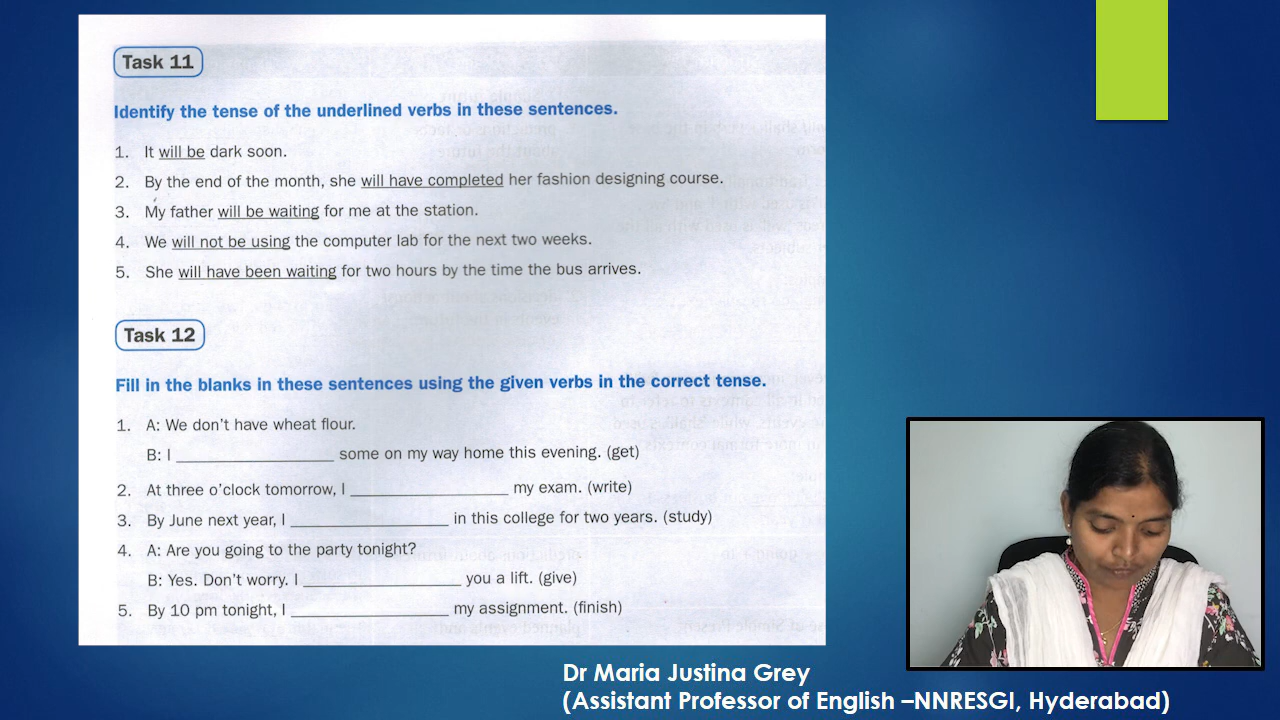 Task 11
Identify the tense of the underlined verbs in these sentences.
1. It will be dark soon.
2. By the end of the month, she will have completed her fashion designing course.
3. My father will be waiting for me at the station.
4. We will not be using the computer lab for the next two weeks.
5. She will have been waiting for two hours by the time the bus arrives.
Task 12
Fill in the blanks in these sentences using the given verbs in the correct tense.
1. A: We don't have wheat flour.
B: I ________________ some on my way home this evening. (get)
2. At three o'clock tomorrow, I ________________ my exam. (write)
3. By June next year, I ________________ in this college for two years. (study)
4. A: Are you going to the party tonight?
B: Yes. Don't worry. I ________________ you a lift. (give)
5. By 10 pm tonight, I ________________ my assignment. (finish)
Dr Maria Justina Grey
(Assistant Professor of English –NNRESGI, Hyderabad)